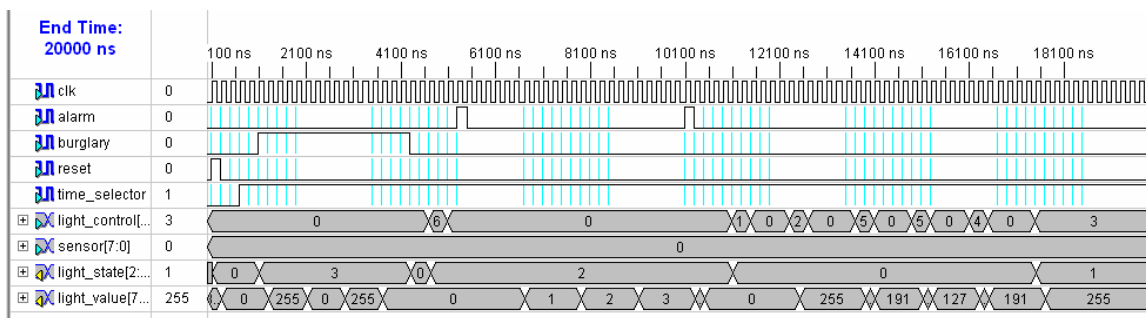 End Time:
20000 ns
100 ns 2100 ns 4100 ns 6100 ns 8100 ns 10100 ns 12100 ns 14100 ns 16100 ns 18100 ns
clk 0
alarm 0
burglary 0
reset 0
time_selector 1
light_control[... 3 0 6 0 1 0 2 0 5 0 5 0 4 0 3
sensor[7:0] 0 0
light_state[2:... 1 0 3 0 2 0 1
light_value[7... 255 0 255 0 255 0 1 2 3 0 255 191 127 191 255